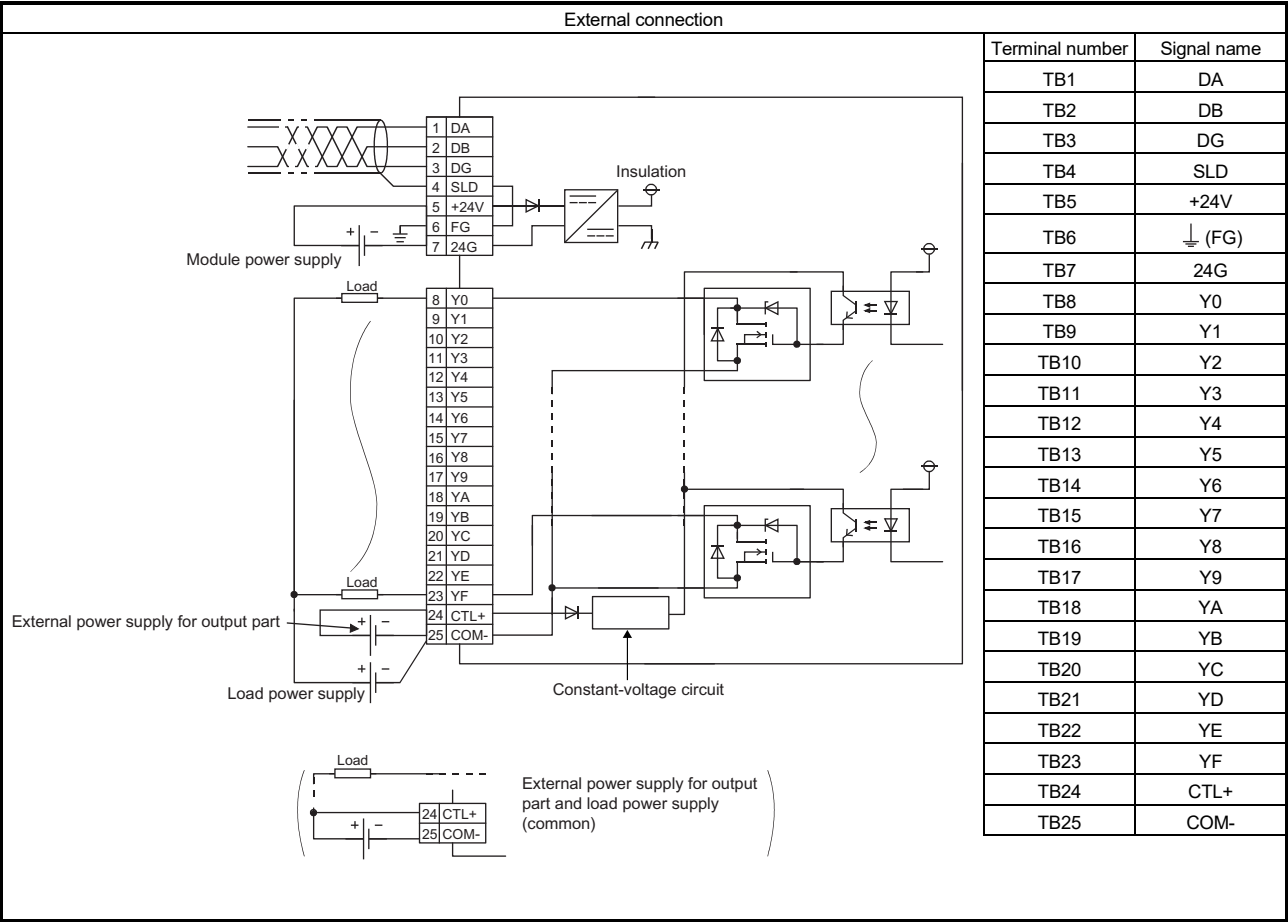 External connection
1 DA
2 DB
3 DG
4 SLD
5 +24V
6 FG
7 24G
Insulation
+ −
Module power supply
Load
8 Y0
9 Y1
10 Y2
11 Y3
12 Y4
13 Y5
14 Y6
15 Y7
16 Y8
17 Y9
18 YA
19 YB
20 YC
21 YD
22 YE
23 YF
24 CTL+
25 COM-
Load
External power supply for output part
+ −
+ −
Load power supply
Constant-voltage circuit
Load
24 CTL+
25 COM-
+ −
External power supply for output
part and load power supply
(common)
Terminal number Signal name
TB1 DA
TB2 DB
TB3 DG
TB4 SLD
TB5 +24V
TB6 (FG)
TB7 24G
TB8 Y0
TB9 Y1
TB10 Y2
TB11 Y3
TB12 Y4
TB13 Y5
TB14 Y6
TB15 Y7
TB16 Y8
TB17 Y9
TB18 YA
TB19 YB
TB20 YC
TB21 YD
TB22 YE
TB23 YF
TB24 CTL+
TB25 COM-